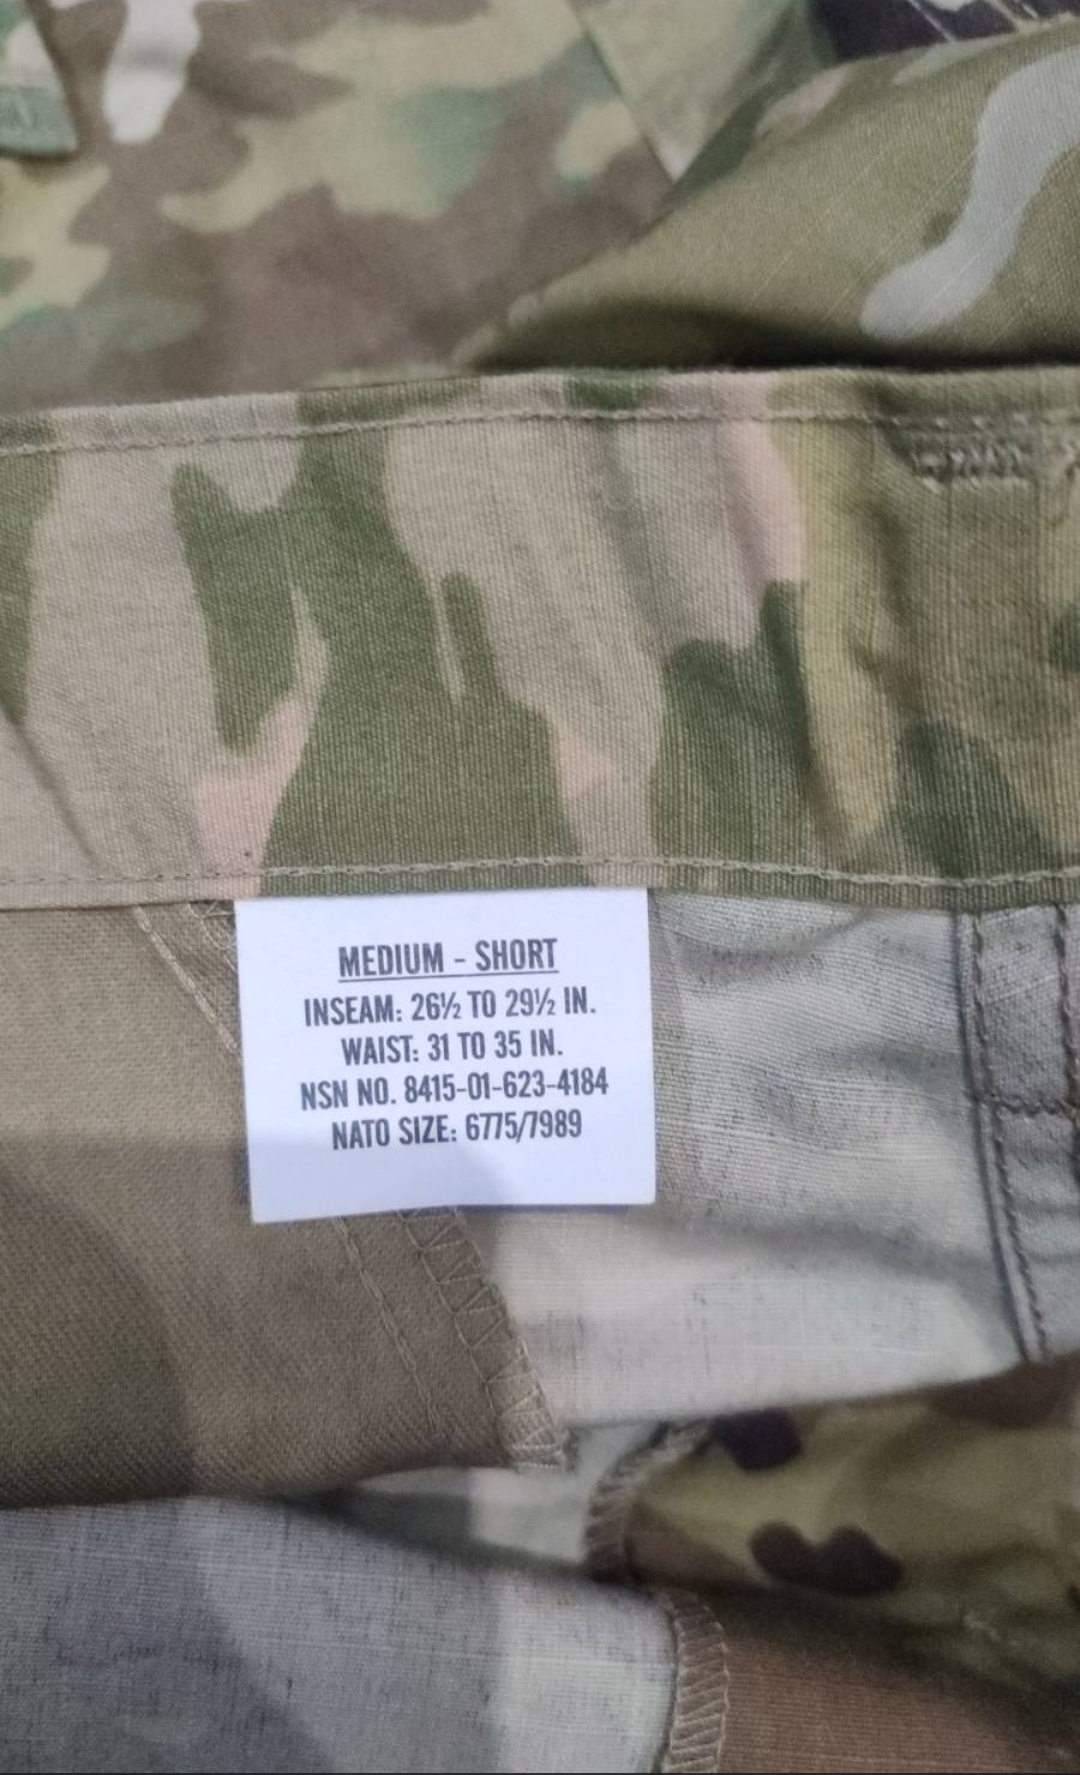 MEDIUM - SHORT
INSEAM: 26½ TO 29½ IN.
WAIST: 31 TO 35 IN.
NSN NO. 8415-01-623-4184
NATO SIZE: 6775/7989